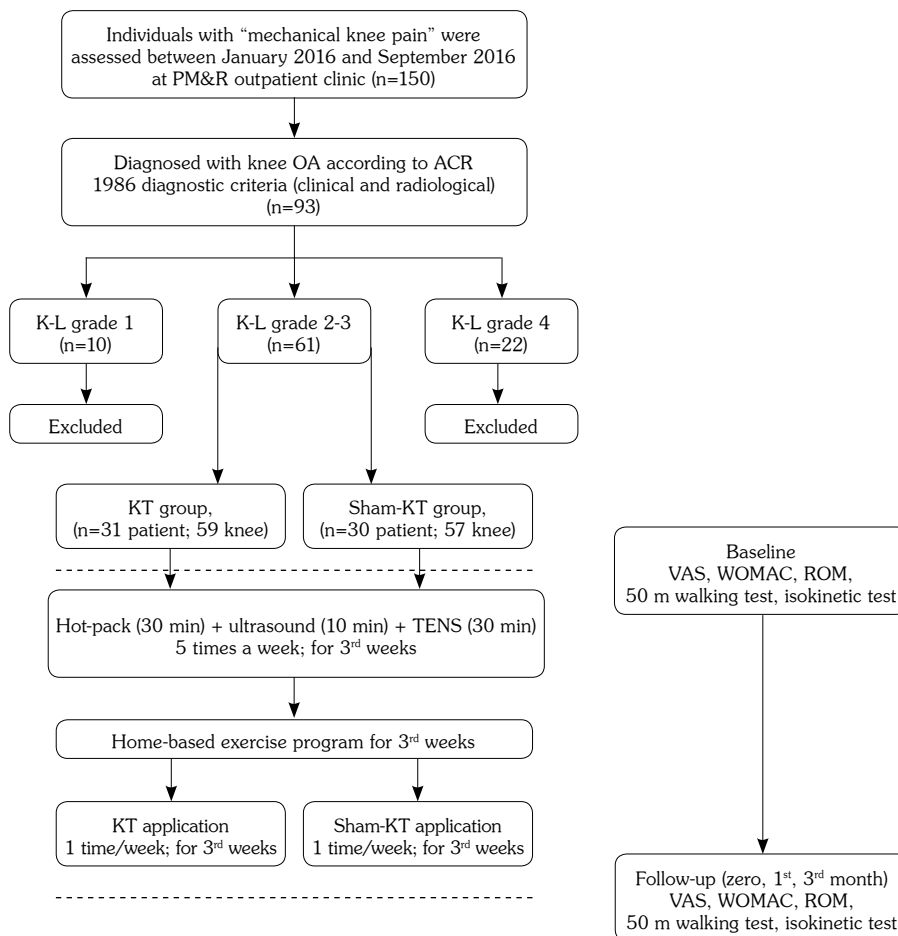 Individuals with “mechanical knee pain” were
assessed between January 2016 and September 2016
at PM&R outpatient clinic (n=150)
Diagnosed with knee OA according to ACR
1986 diagnostic criteria (clinical and radiological)
(n=93)
K-L grade 1
(n=10)
K-L grade 2-3
(n=61)
K-L grade 4
(n=22)
Excluded
Excluded
KT group,
(n=31 patient; 59 knee)
Sham-KT group,
(n=30 patient; 57 knee)
Hot-pack (30 min) + ultrasound (10 min) + TENS (30 min)
5 times a week; for 3rd weeks
Home-based exercise program for 3rd weeks
KT application
1 time/week; for 3rd weeks
Sham-KT application
1 time/week; for 3rd weeks
Baseline
VAS, WOMAC, ROM,
50 m walking test, isokinetic test
Follow-up (zero, 1st, 3rd month)
VAS, WOMAC, ROM,
50 m walking test, isokinetic test